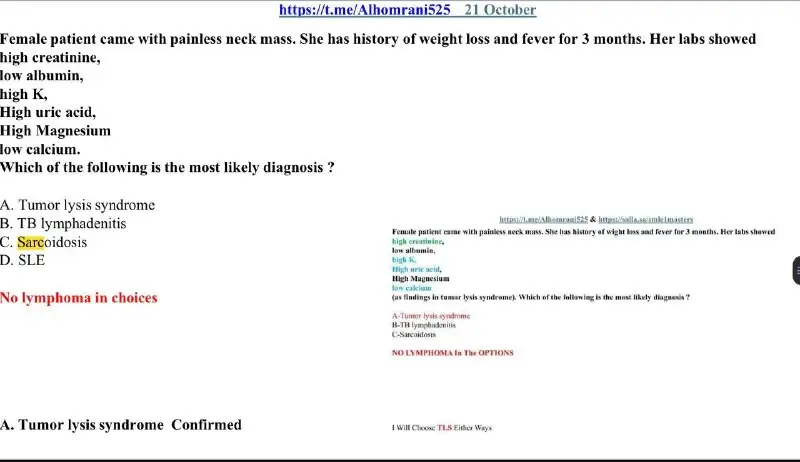 https://t.me/Alhomrani525    21 October
Female patient came with painless neck mass. She has history of weight loss and fever for 3 months. Her labs showed
high creatinine,
low albumin,
high K,
High uric acid,
High Magnesium
low calcium.
Which of the following is the most likely diagnosis ?
A. Tumor lysis syndrome
B. TB lymphadenitis
C. Sarcoidosis
D. SLE
No lymphoma in choices
A. Tumor lysis syndrome  Confirmed
https://t.me/Alhomrani525 & https://salla.sa/smle1masters
Female patient came with painless neck mass. She has history of wight loss and fever for 3 months. Her labs showed
high creatinine,
low albumin,
high K,
High uric acid,
High Magnesium
low calcium
(as findings in tumor lysis syndrome). Which of the following is the most likely diagnosis ?
A-Tumor lysis syndrome
B-TB lymphadenitis
C-Sarcoidosis
NO LYMPHOMA In The OPTIONS
I Will Choose TLS Either Ways